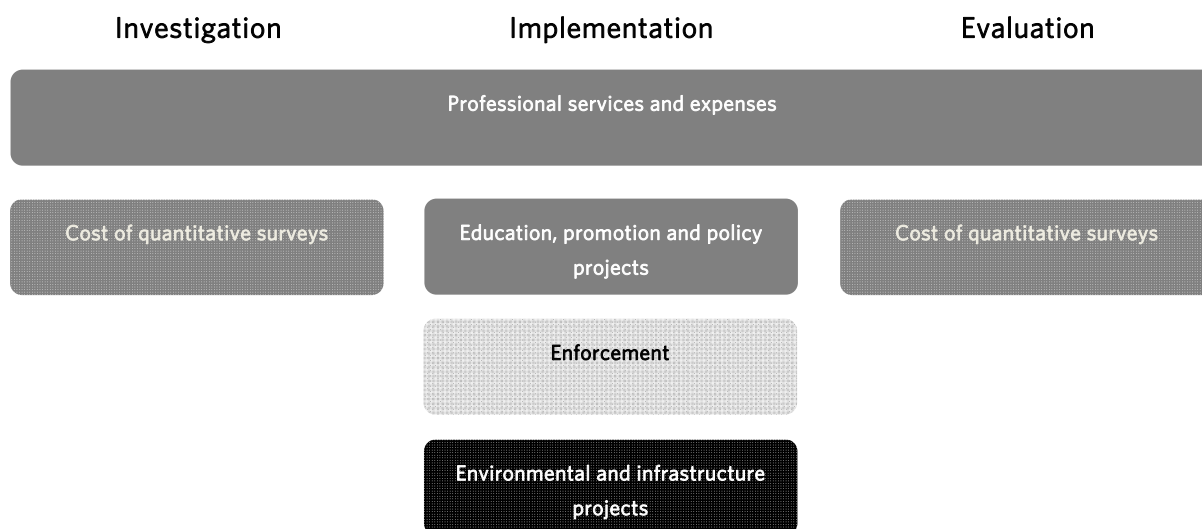 Investigation
Implementation
Evaluation
Professional services and expenses
Cost of quantitative surveys
Education, promotion and policy
projects
Cost of quantitative surveys
Enforcement
Environmental and infrastructure
projects